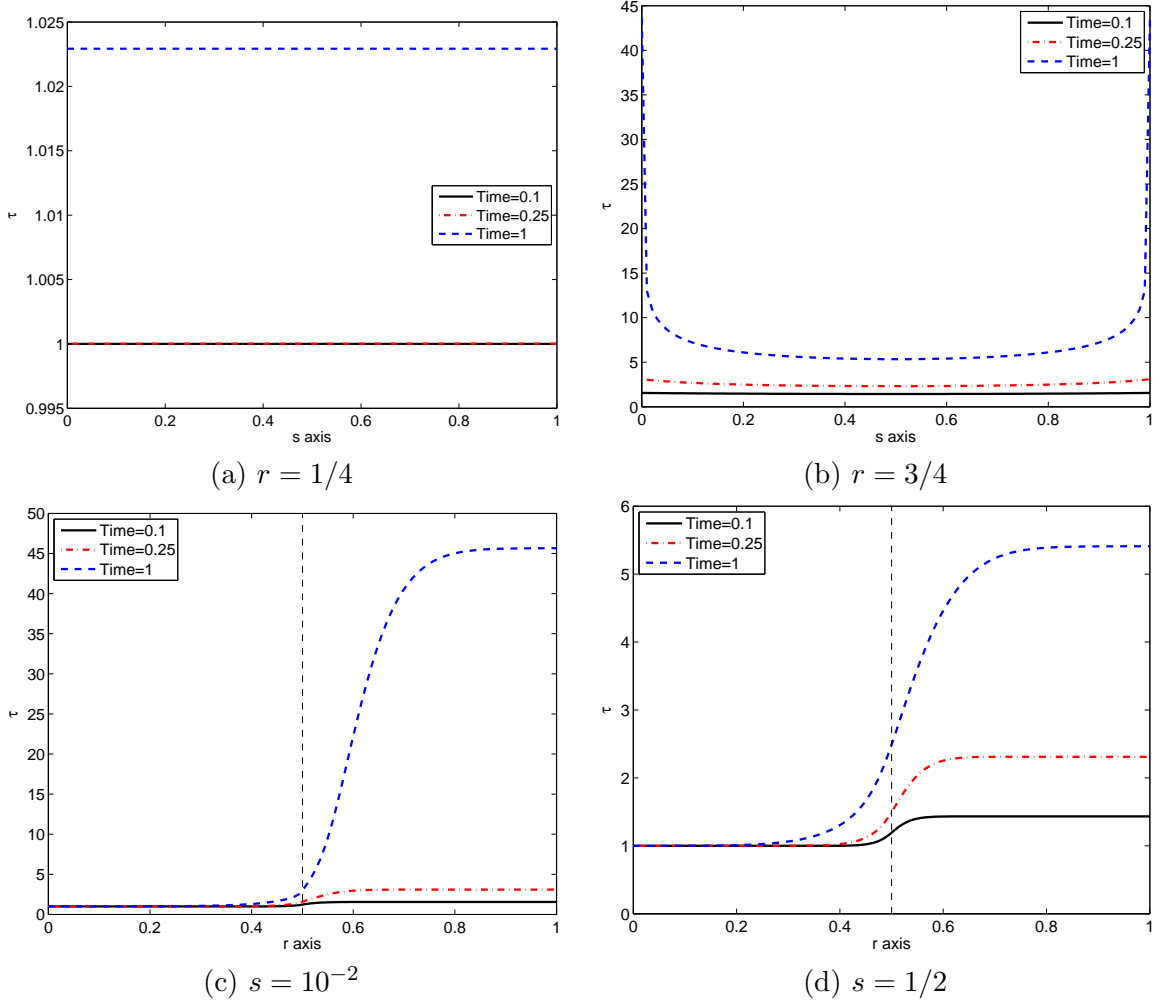 1.025
1.02
1.015
1.01
1.005
1
0.995
τ
0 0.2 0.4 0.6 0.8 1
s axis
Time=0.1
Time=0.25
Time=1
(a) r = 1/4
45
40
35
30
25
20
15
10
5
0
τ
0 0.2 0.4 0.6 0.8 1
s axis
Time=0.1
Time=0.25
Time=1
(b) r = 3/4
50
45
40
35
30
25
20
15
10
5
0
τ
0 0.2 0.4 0.6 0.8 1
r axis
Time=0.1
Time=0.25
Time=1
(c) s = 10⁻²
6
5
4
3
2
1
0
τ
0 0.2 0.4 0.6 0.8 1
r axis
Time=0.1
Time=0.25
Time=1
(d) s = 1/2